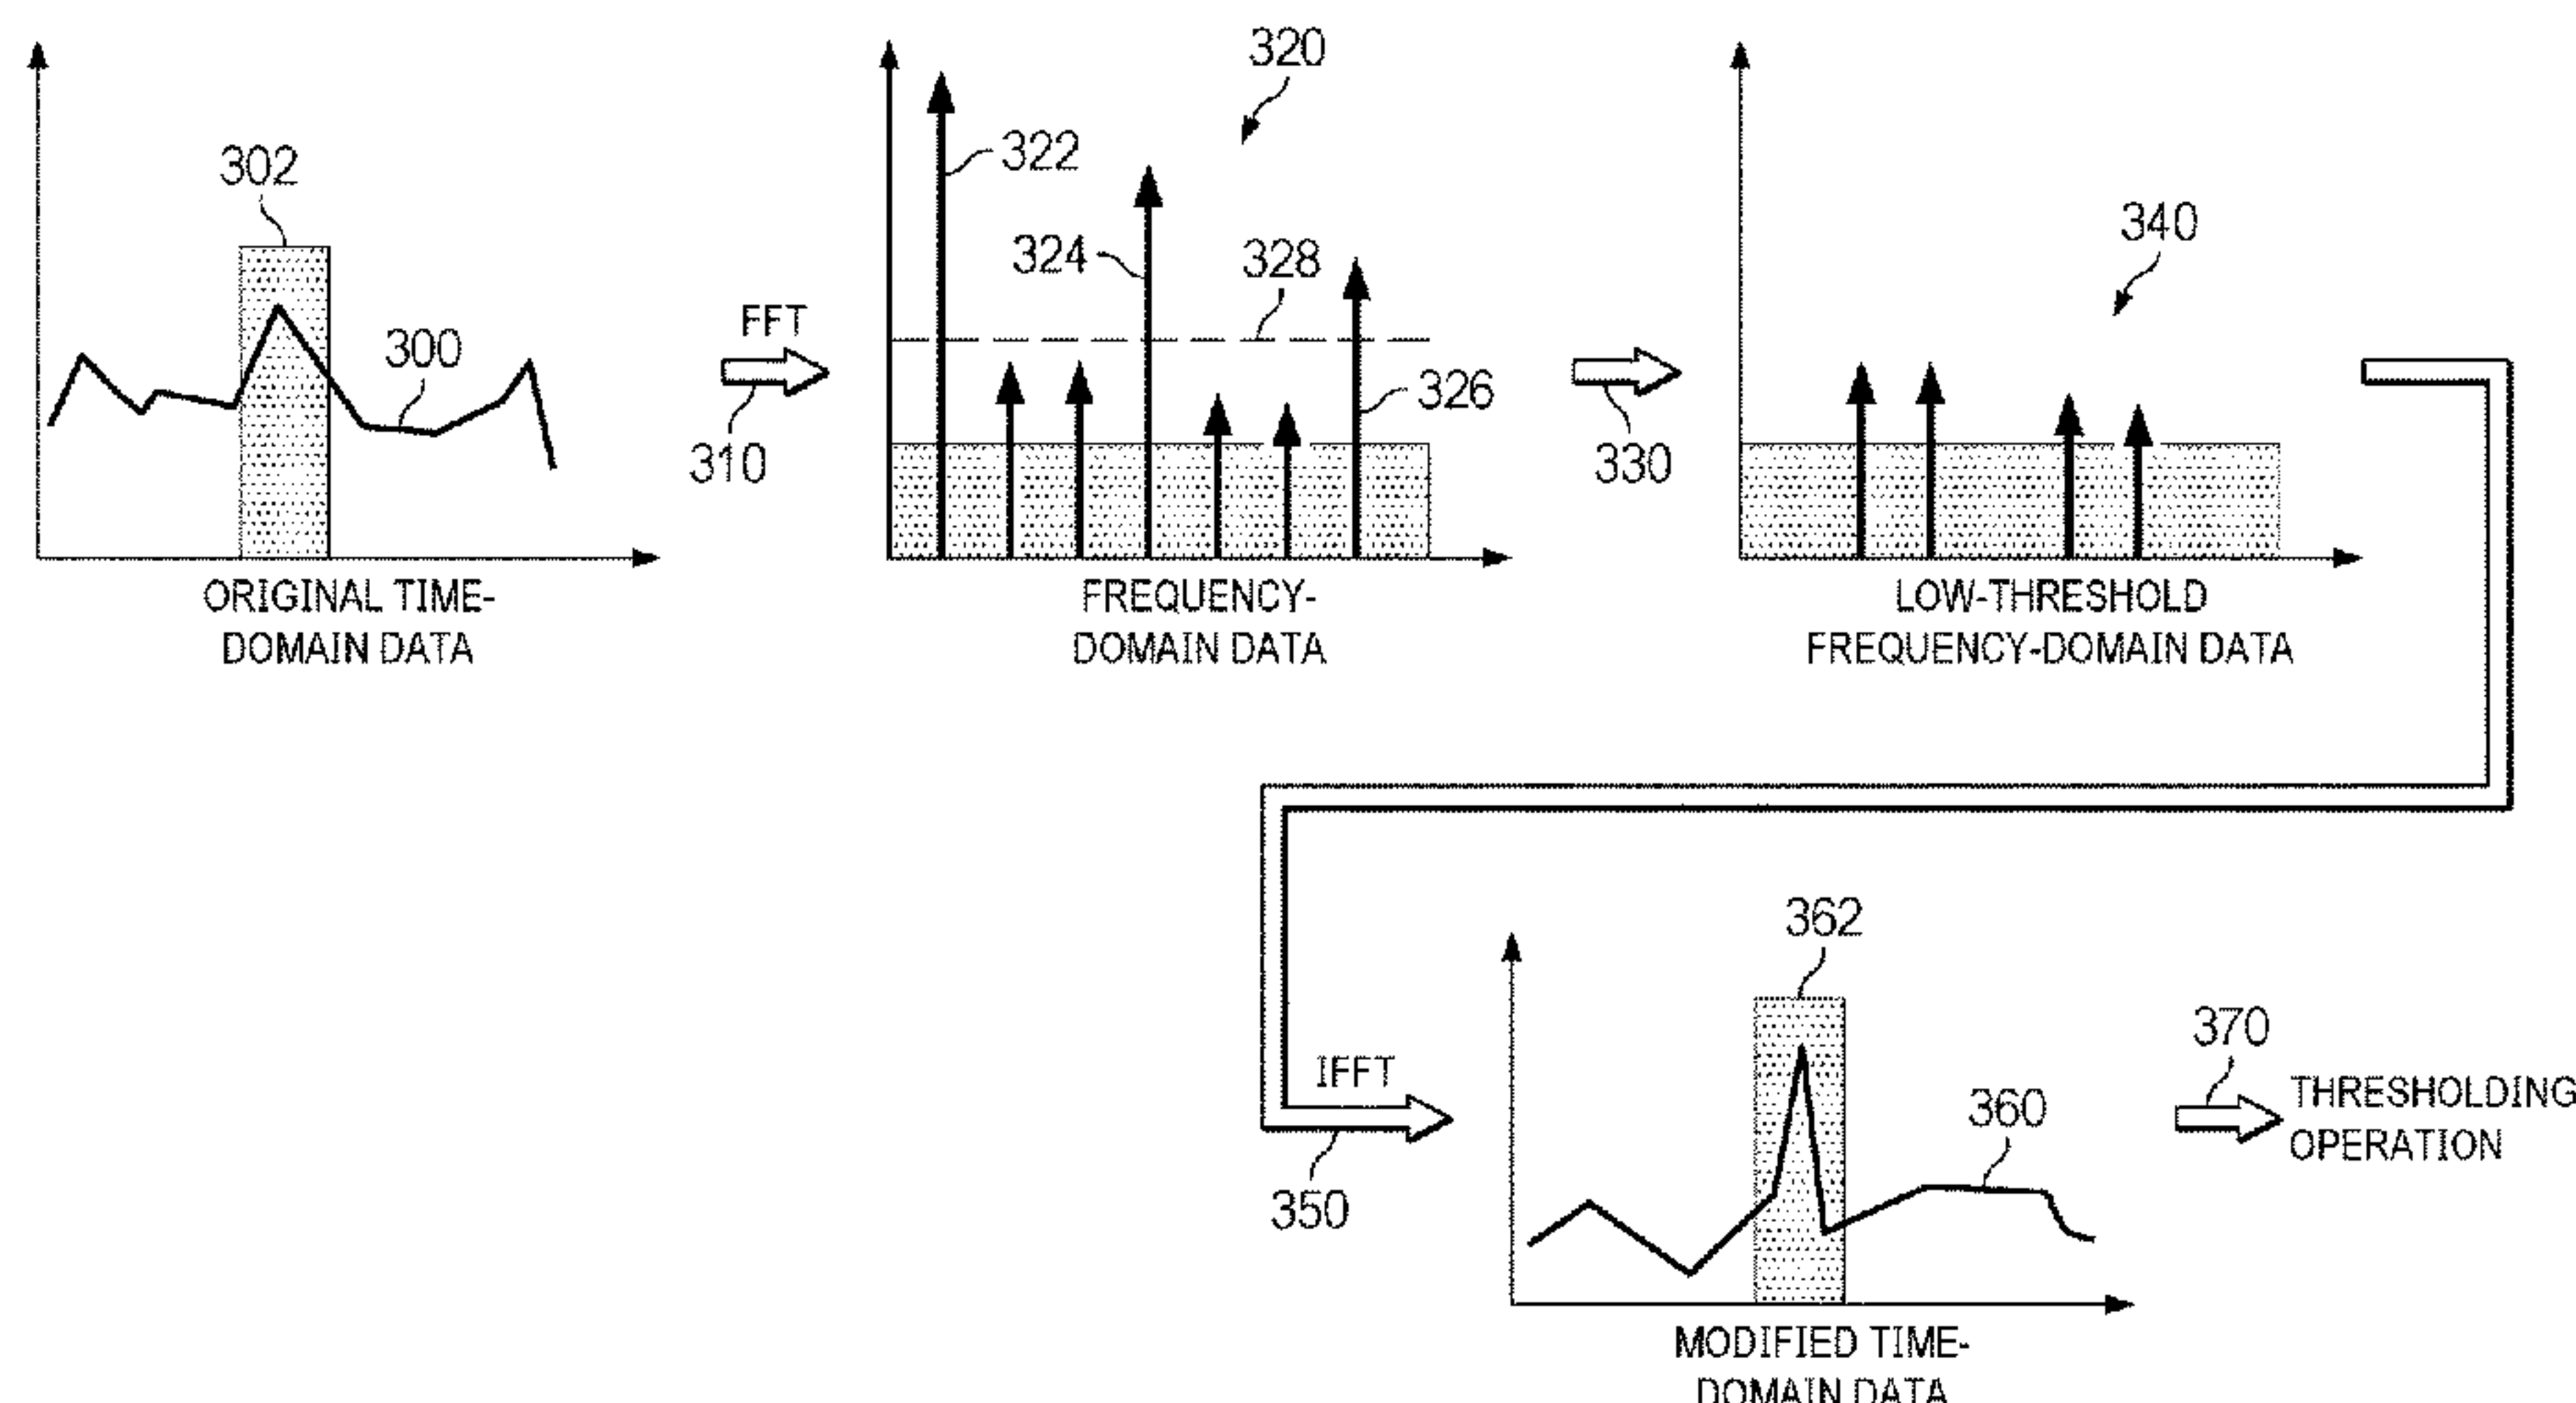 302
300
ORIGINAL TIME-
DOMAIN DATA
FFT
310
320
322
324
328
326
FREQUENCY-
DOMAIN DATA
330
340
LOW-THRESHOLD
FREQUENCY-DOMAIN DATA
IFFT
350
362
360
MODIFIED TIME-
DOMAIN DATA
370
THRESHOLDING
OPERATION